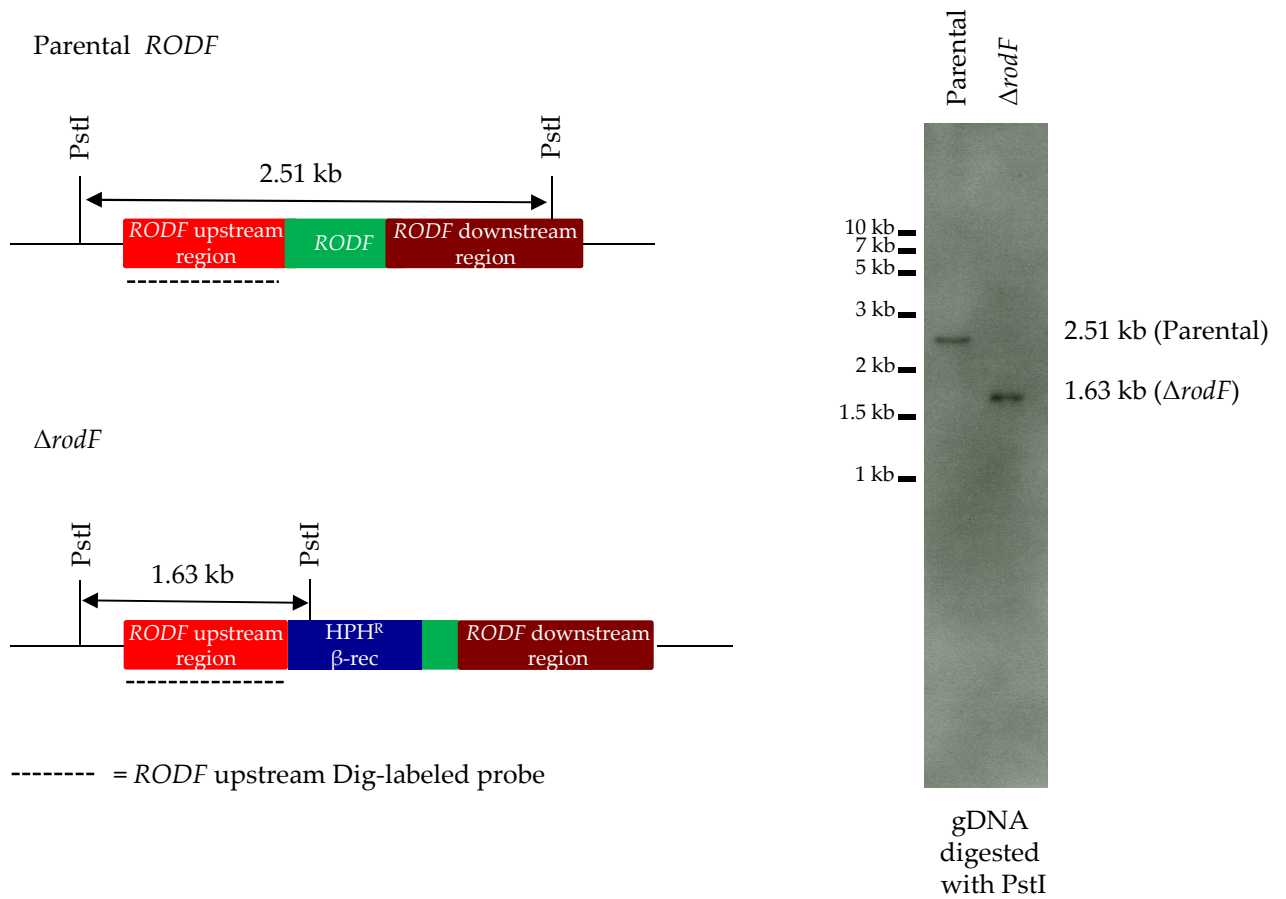 Parental RODF
PstI
PstI
2.51 kb
RODF upstream
region
RODF
RODF downstream
region
ΔrodF
PstI
PstI
1.63 kb
RODF upstream
region
HPHᴿ
β-rec
RODF downstream
region
= RODF upstream Dig-labeled probe
Parental
ΔrodF
10 kb
7 kb
5 kb
3 kb
2 kb
1.5 kb
1 kb
2.51 kb (Parental)
1.63 kb (ΔrodF)
gDNA
digested
with PstI